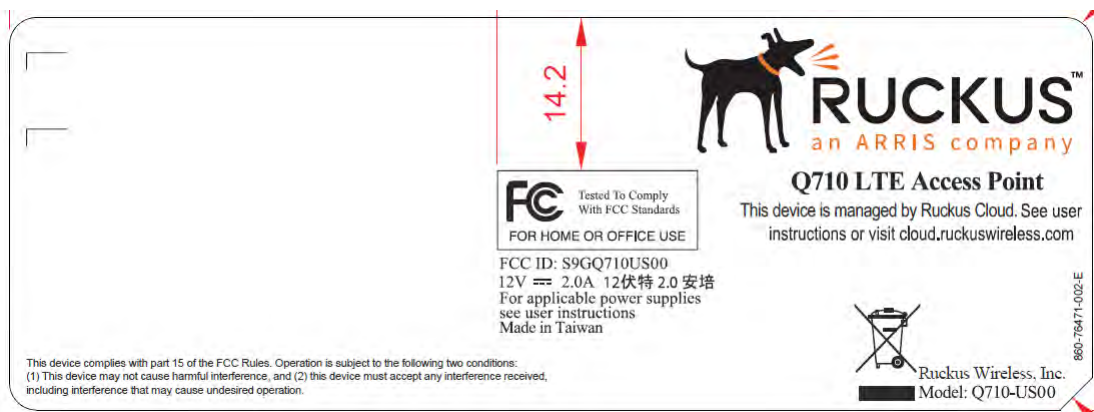 14.2
RUCKUS™
an ARRIS company
Q710 LTE Access Point
This device is managed by Ruckus Cloud. See user
instructions or visit cloud.ruckuswireless.com
FC
Tested To Comply
With FCC Standards
FOR HOME OR OFFICE USE
FCC ID: S9GQ710US00
12V ⎓ 2.0A 12伏特 2.0 安培
For applicable power supplies
see user instructions
Made in Taiwan
860-76471-002-E
This device complies with part 15 of the FCC Rules. Operation is subject to the following two conditions:
(1) This device may not cause harmful interference, and (2) this device must accept any interference received,
including interference that may cause undesired operation.
Ruckus Wireless, Inc.
Model: Q710-US00